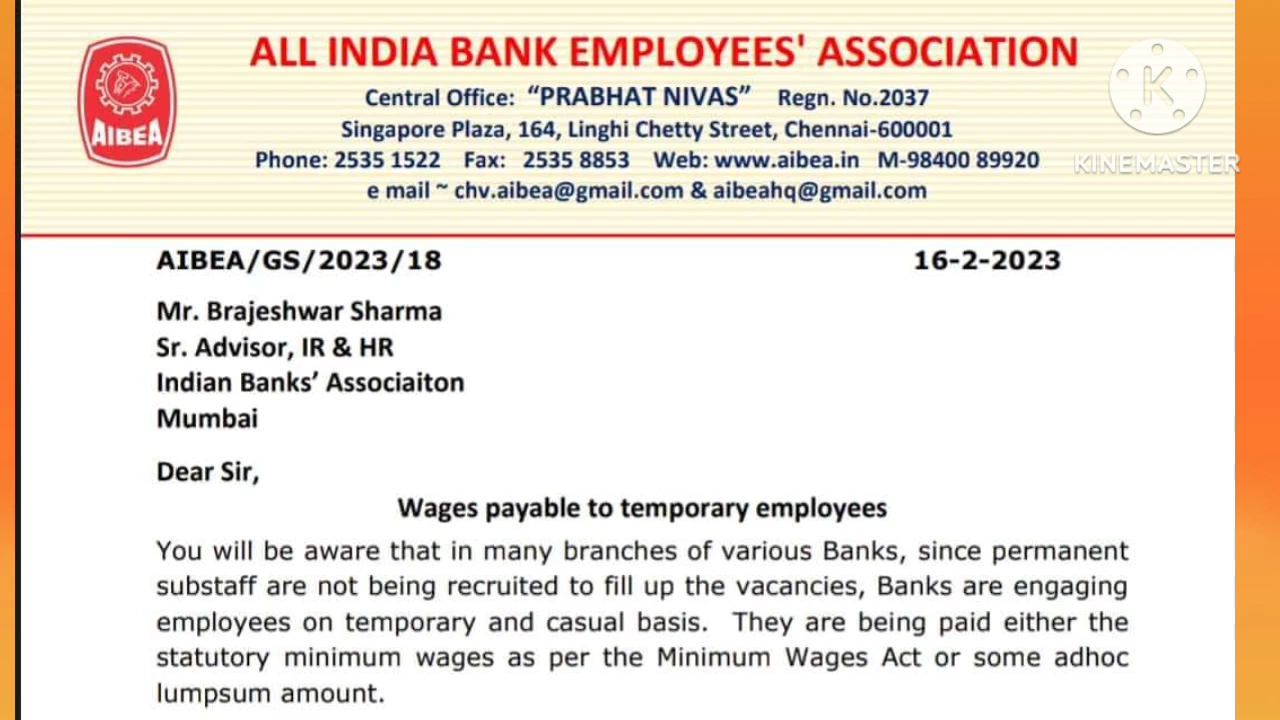 ALL INDIA BANK EMPLOYEES' ASSOCIATION
AIBEA
Central Office: “PRABHAT NIVAS” Regn. No.2037
Singapore Plaza, 164, Linghi Chetty Street, Chennai-600001
Phone: 2535 1522 Fax: 2535 8853 Web: www.aibea.in M-98400 89920
e mail ~ chv.aibea@gmail.com & aibeahq@gmail.com
K
KINEMASTER
AIBEA/GS/2023/18 16-2-2023
Mr. Brajeshwar Sharma
Sr. Advisor, IR & HR
Indian Banks’ Associaiton
Mumbai
Dear Sir,
Wages payable to temporary employees
You will be aware that in many branches of various Banks, since permanent
substaff are not being recruited to fill up the vacancies, Banks are engaging
employees on temporary and casual basis. They are being paid either the
statutory minimum wages as per the Minimum Wages Act or some adhoc
lumpsum amount.